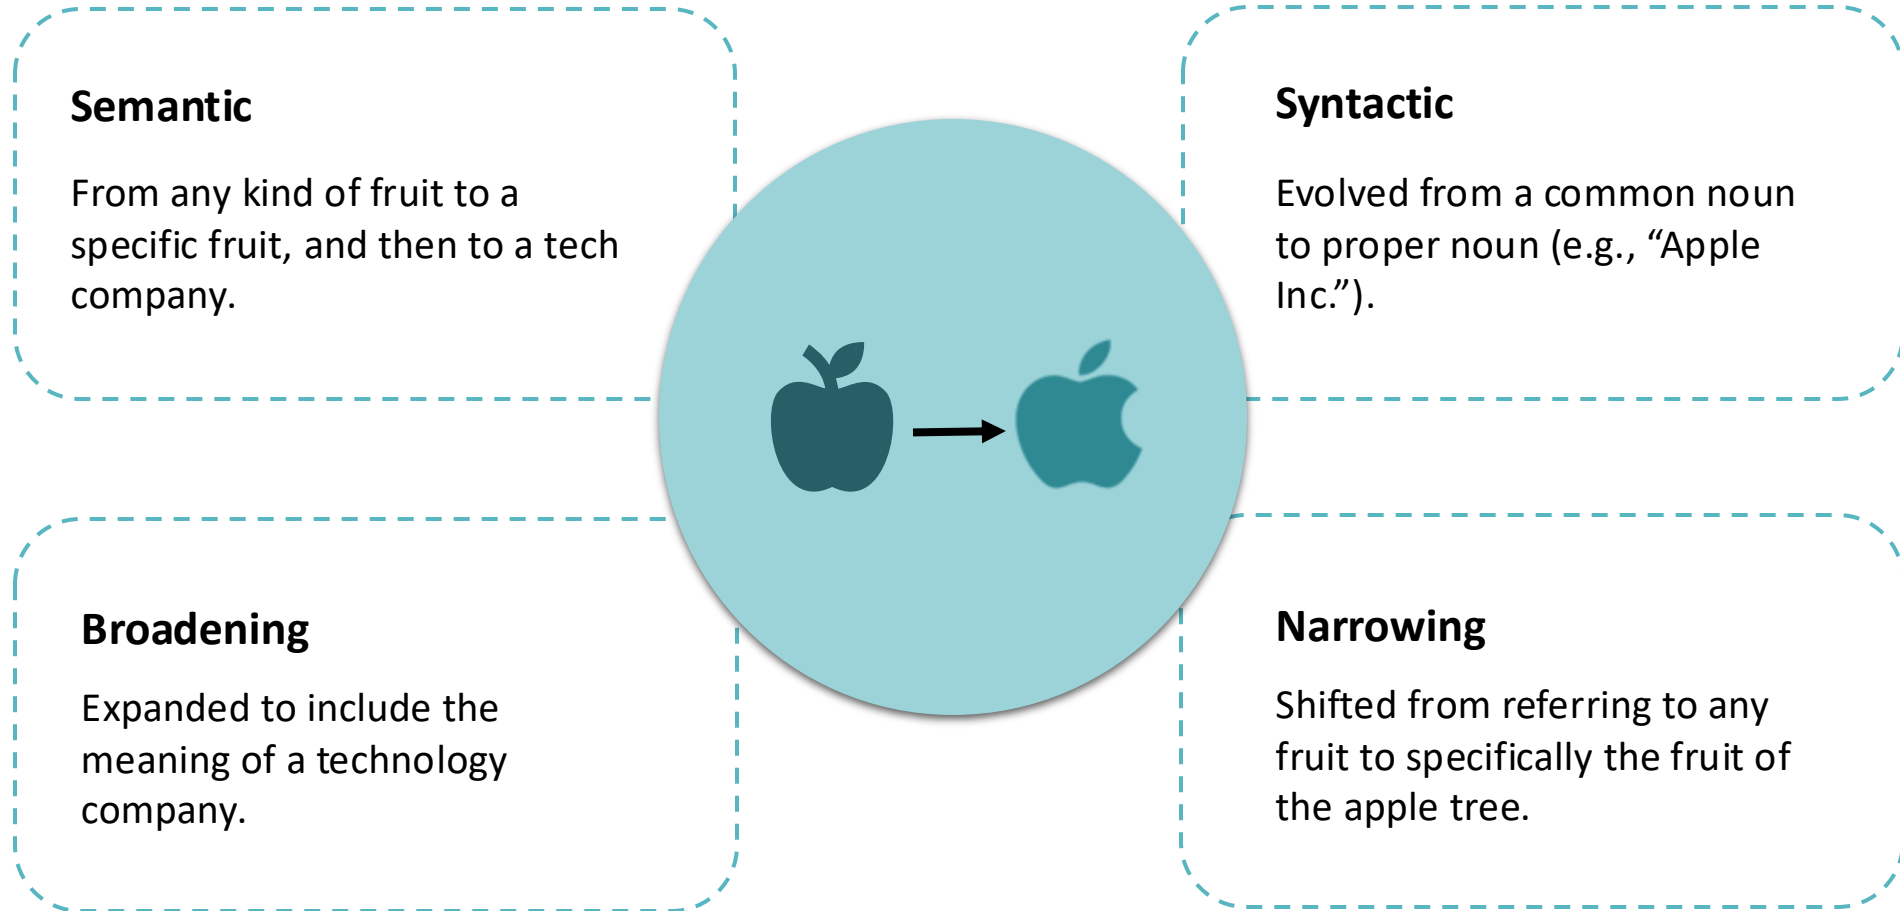 Semantic
From any kind of fruit to a
specific fruit, and then to a tech
company.
Syntactic
Evolved from a common noun
to proper noun (e.g., “Apple
Inc.”).
Broadening
Expanded to include the
meaning of a technology
company.
Narrowing
Shifted from referring to any
fruit to specifically the fruit of
the apple tree.